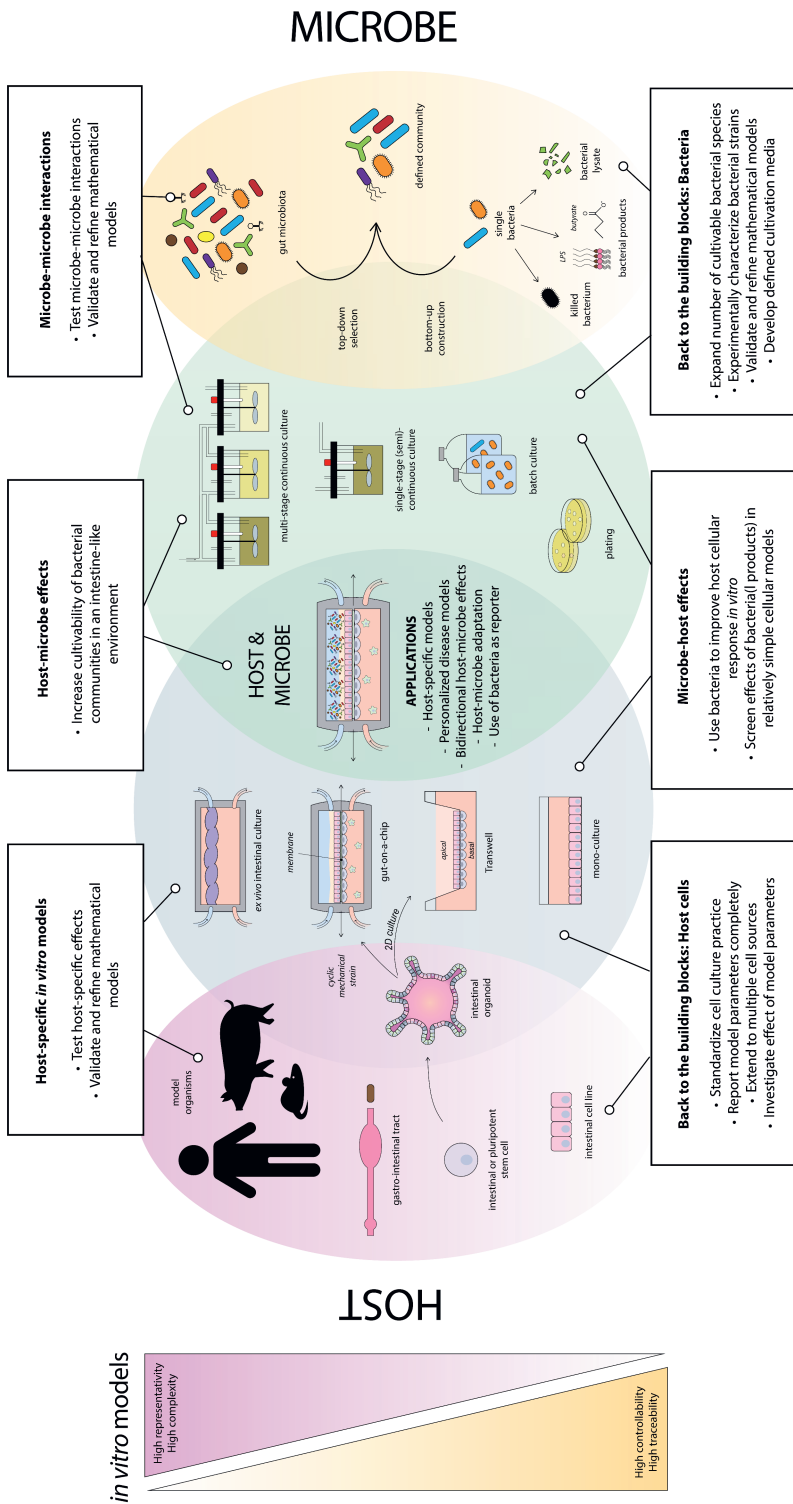 in vitro models
High representativity
High complexity
High controllability
High traceability
HOST
MICROBE
Host-specific in vitro models
• Test host-specific effects
• Validate and refine mathematical
models
Host-microbe effects
• Increase cultivability of bacterial
communities in an intestine-like
environment
Microbe-microbe interactions
• Test microbe-microbe interactions
• Validate and refine mathematical
models
model
organisms
gastro-intestinal tract
intestinal or pluripotent
stem cell
intestinal cell line
intestinal
organoid
cyclic
mechanical
strain
2D culture
ex vivo intestinal culture
membrane
gut-on-a-chip
apical
basal
Transwell
mono-culture
HOST &
MICROBE
APPLICATIONS
- Host-specific models
- Personalized disease models
- Bidirectional host-microbe effects
- Host-microbe adaptation
- Use of bacteria as reporter
multi-stage continuous culture
single-stage (semi)-
continuous culture
batch culture
plating
top-down
selection
bottom-up
construction
gut microbiota
defined community
single
bacteria
killed
bacterium
LPS
butyrate
bacterial products
bacterial
lysate
Back to the building blocks: Host cells
• Standardize cell culture practice
• Report model parameters completely
• Extend to multiple cell sources
• Investigate effect of model parameters
Microbe-host effects
• Use bacteria to improve host cellular
response in vitro
• Screen effects of bacteria(l products) in
relatively simple cellular models
Back to the building blocks: Bacteria
• Expand number of cultivable bacterial species
• Experimentally characterize bacterial strains
• Validate and refine mathematical models
• Develop defined cultivation media